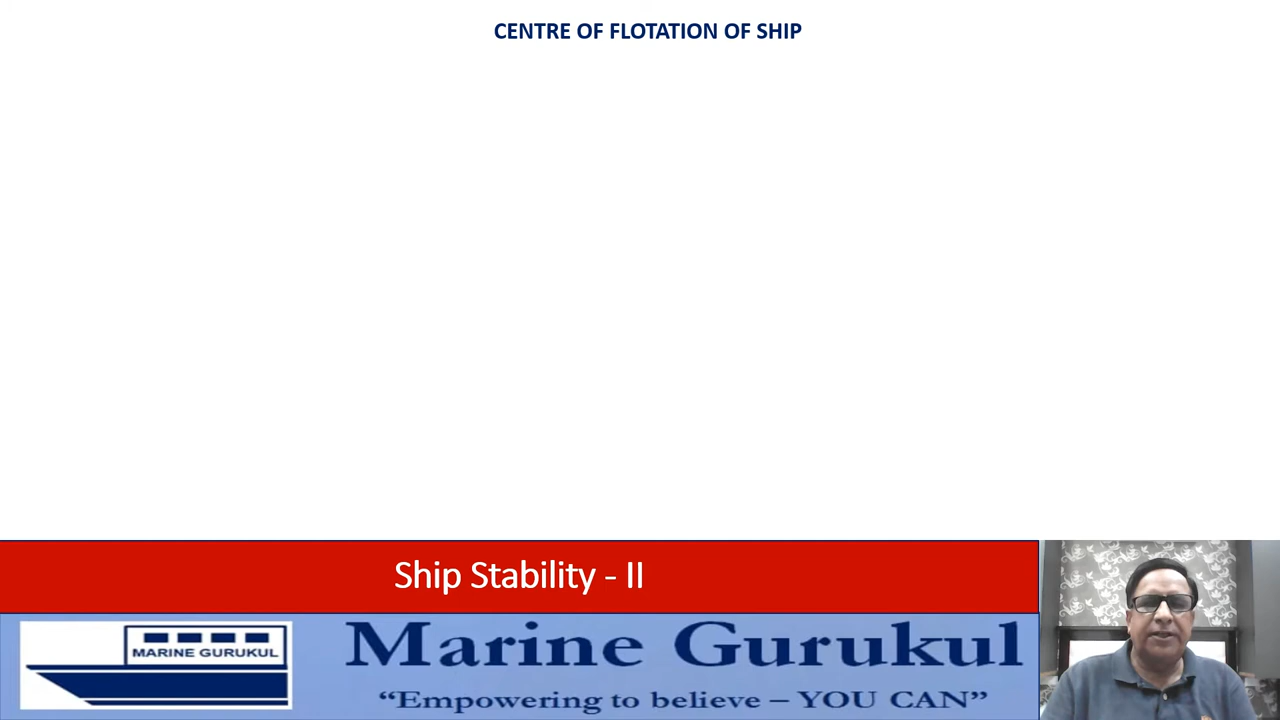 CENTRE OF FLOTATION OF SHIP
Ship Stability - II
MARINE GURUKUL
Marine Gurukul
“Empowering to believe – YOU CAN”